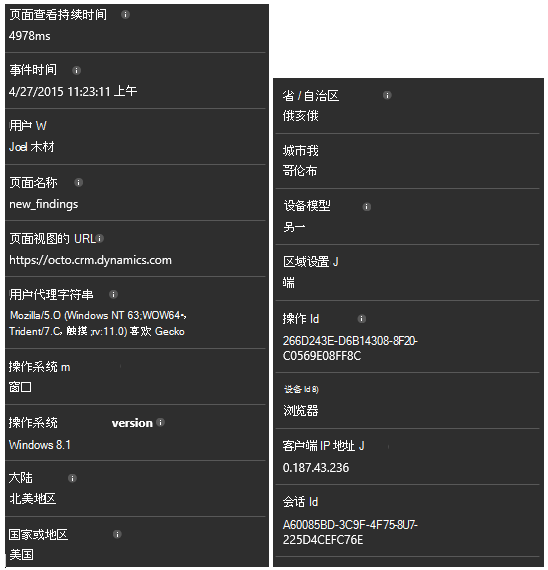 页面查看持续时间
4978ms
事件时间
4/27/2015 11:23:11 上午
用户 W
Joel 木材
页面名称
new_findings
页面视图的 URL
https://octo.crm.dynamics.com
用户代理字符串
Mozilla/5.O (Windows NT 63;WOW64•,
Trident/7.C，触摸 ;rv:11.0) 喜欢 Gecko
操作系统 m
窗口
操作系统 version
Windows 8.1
大陆
北美地区
国家或地区
美国
省 / 自治区
俄亥俄
城市我
哥伦布
设备模型
另一
区域设置 J
端
操作 Id
266D243E-D6B14308-8F20-
C0569E08FF8C
设备 Id 8)
浏览器
客户端 IP 地址 J
0.187.43.236
会话 Id
A60085BD-3C9F-4F75-8U7-
225D4CEFC76E